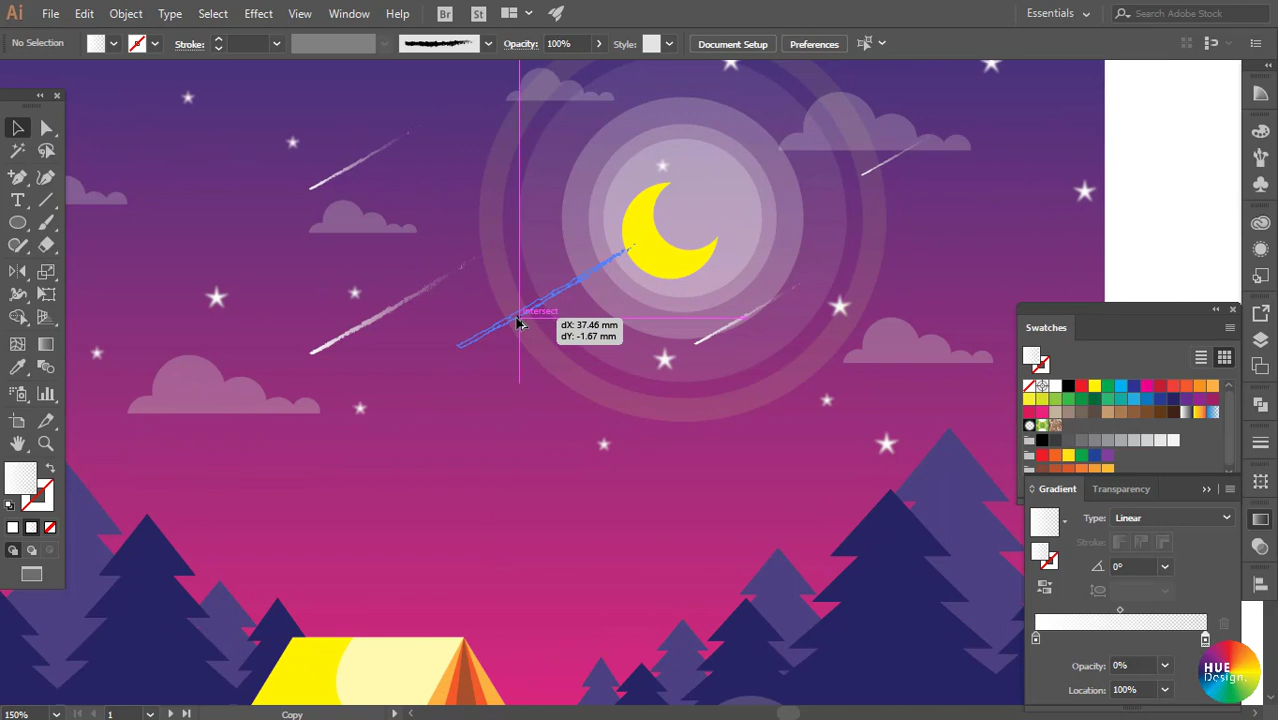 Ai File Edit Object Type Select Effect View Window Help Br St Essentials Search Adobe Stock
No Selection Stroke: Opacity: 100% Style: Document Setup Preferences
intersect
dX: 37.46 mm
dY: -1.67 mm
Swatches
Gradient Transparency
Type: Linear
Stroke:
0°
Opacity: 0%
Location: 100%
HUE
Design.
150% 1 Copy